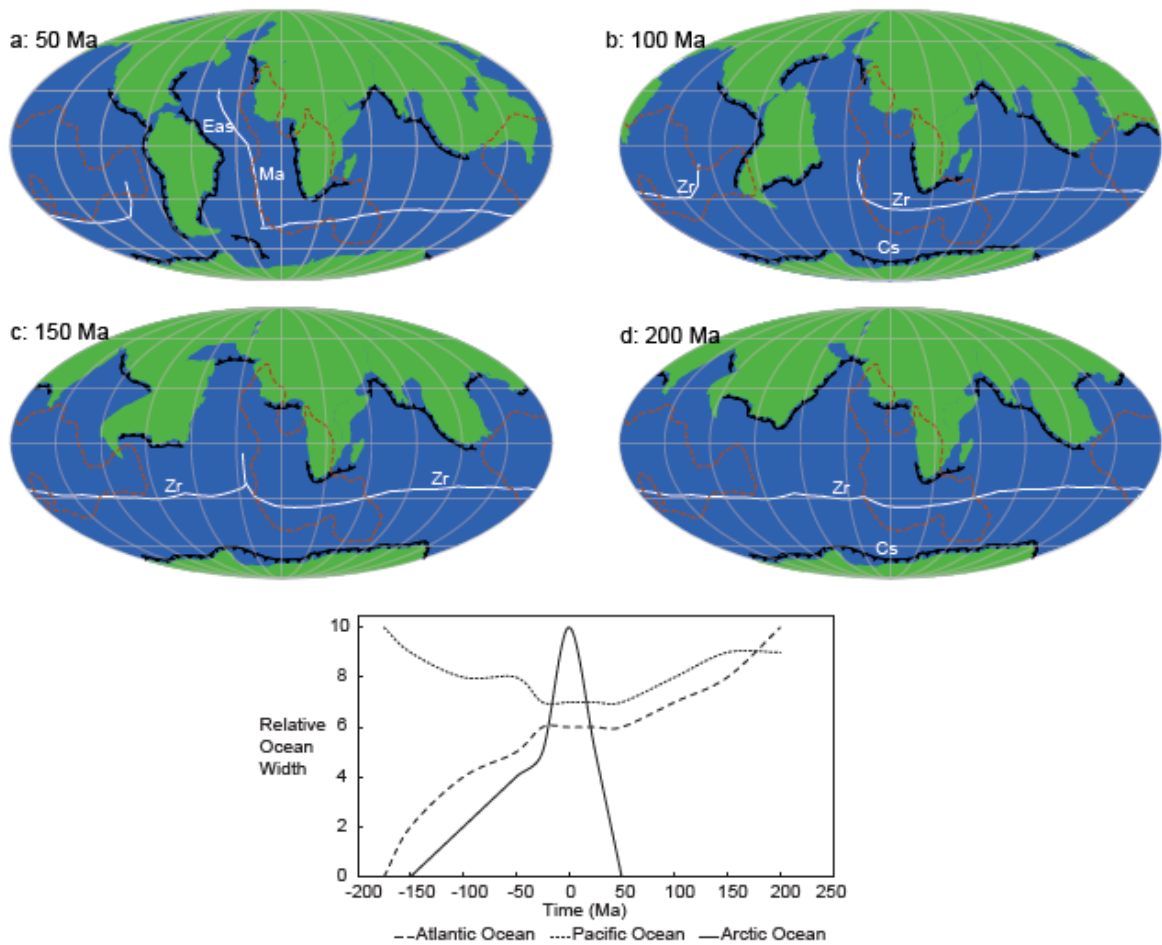 a: 50 Ma
b: 100 Ma
Eas
Ma
Zr
Zr
Cs
c: 150 Ma
d: 200 Ma
Zr
Zr
Zr
Cs
10
8
Relative 6
Ocean
Width
4
2
0
-200 -150 -100 -50 0 50 100 150 200 250
Time (Ma)
Atlantic Ocean Pacific Ocean Arctic Ocean